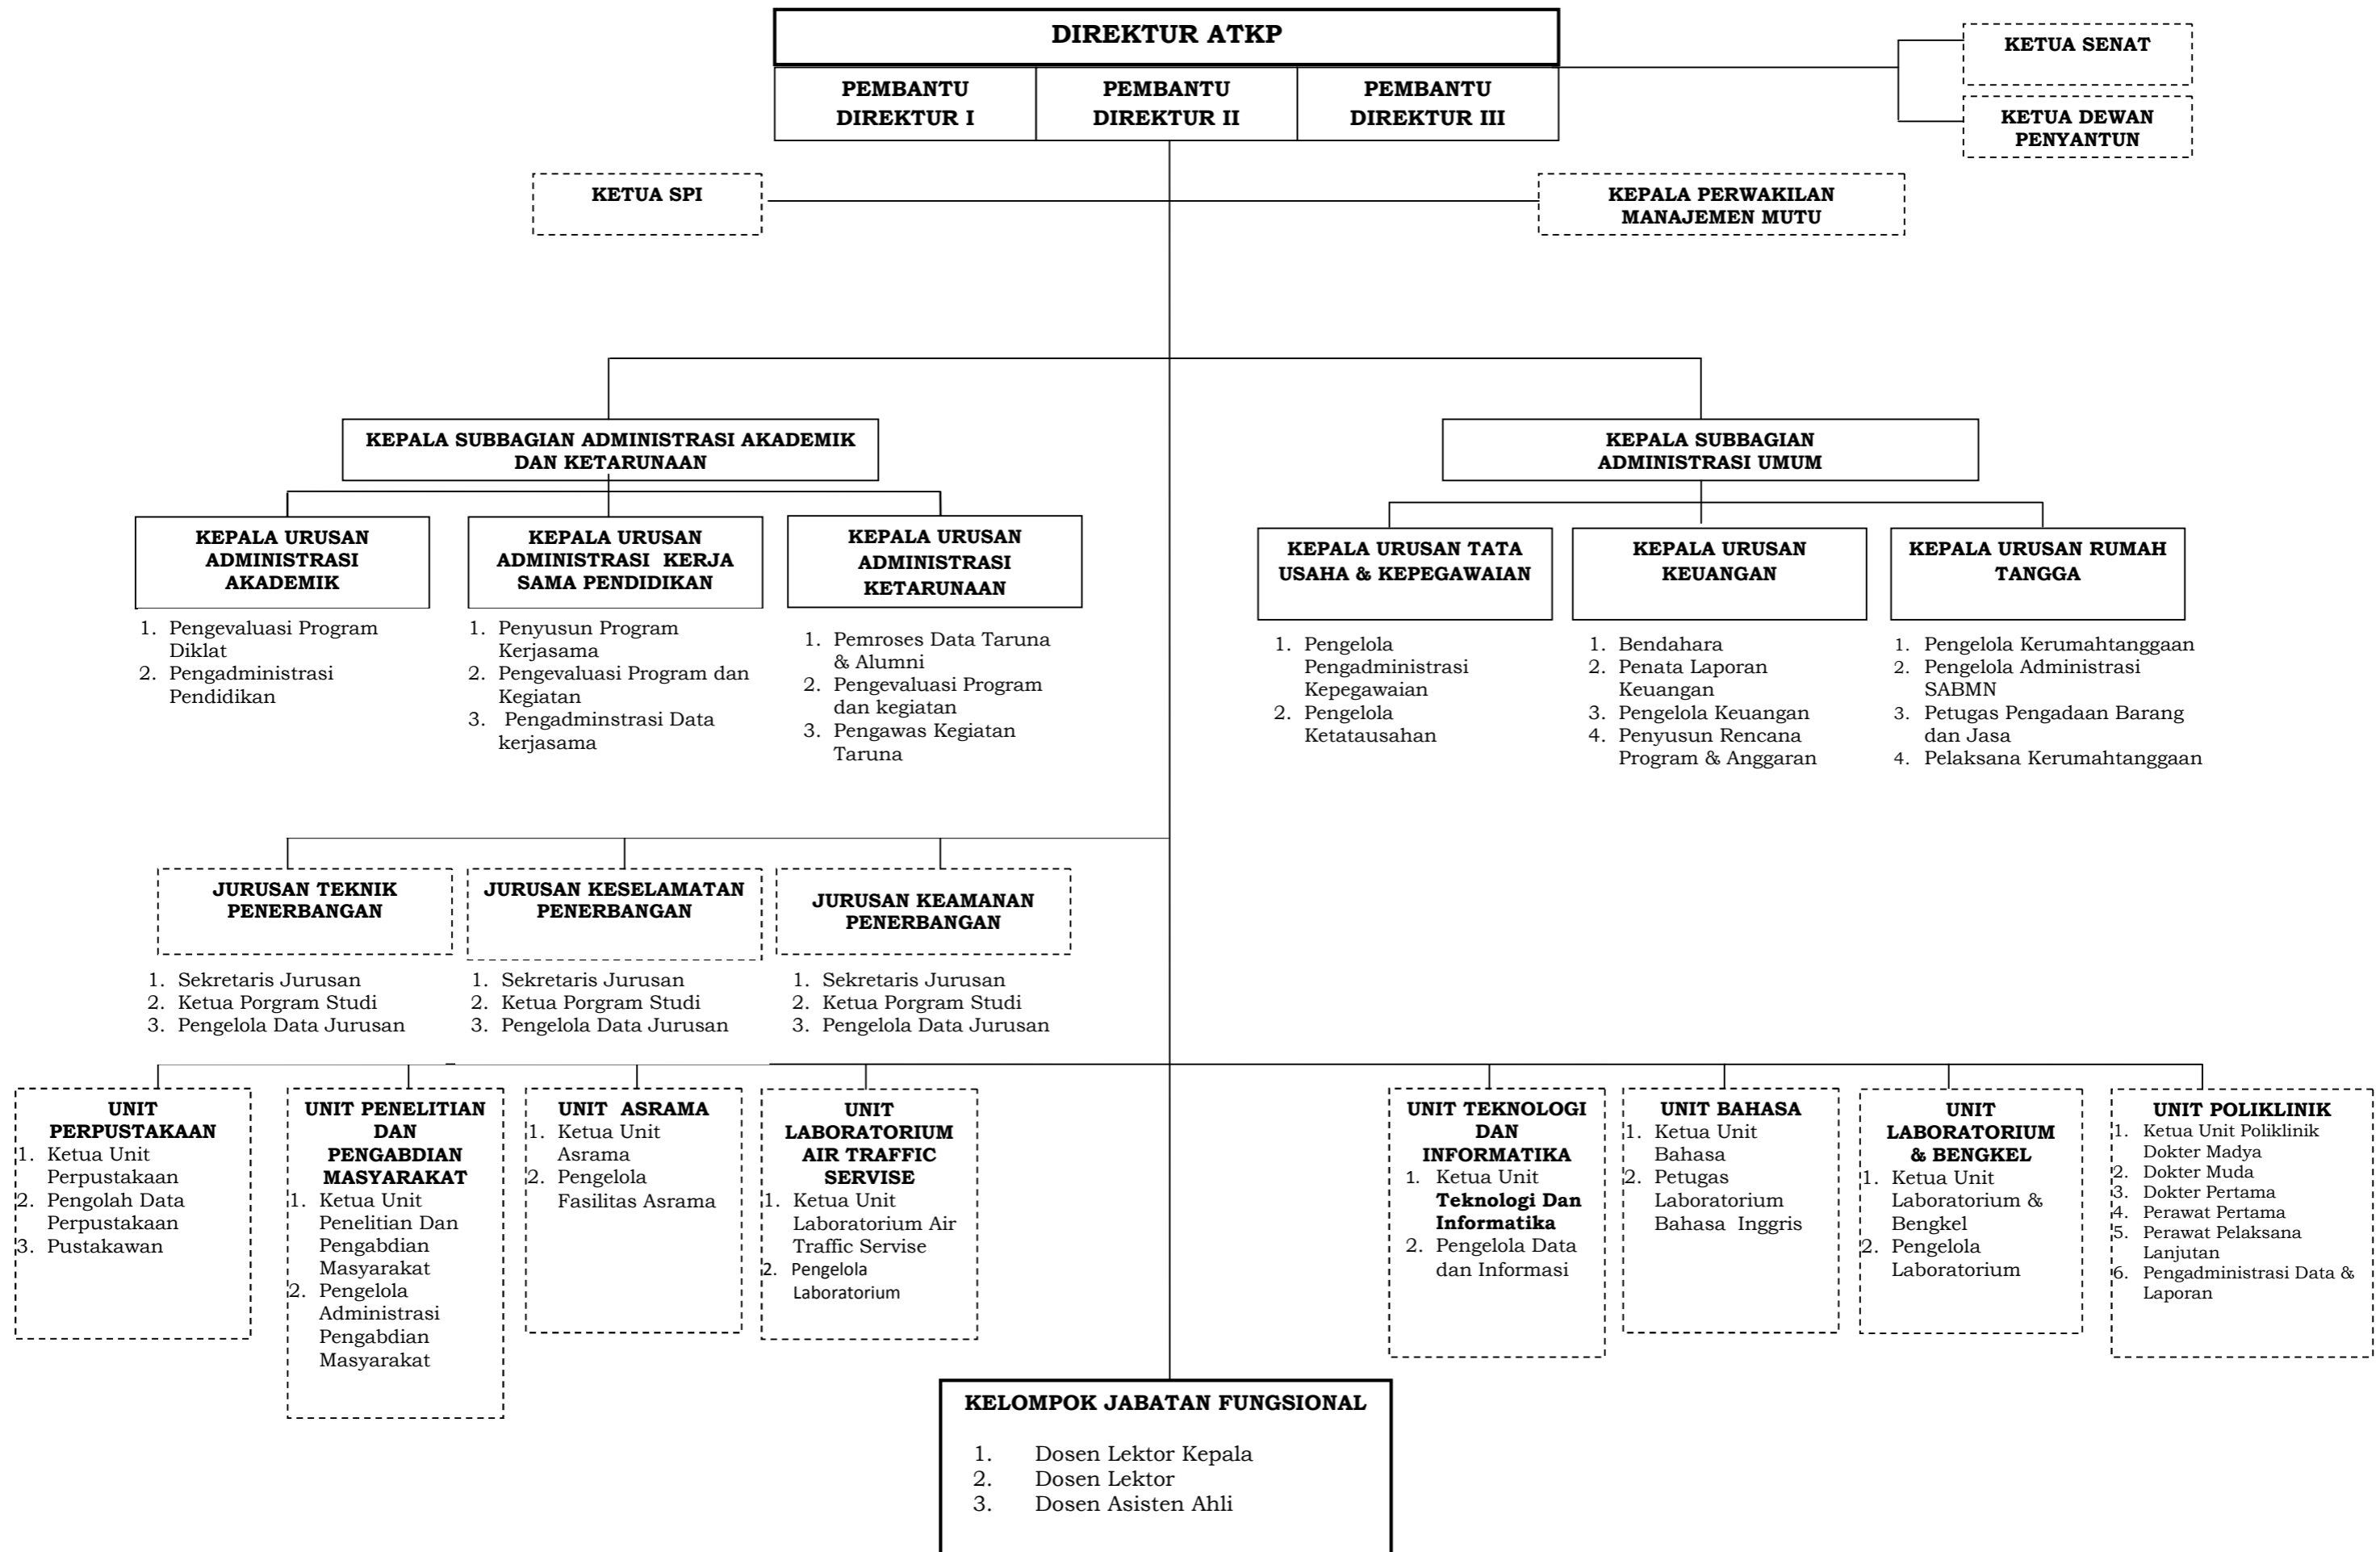 DIREKTUR ATKP
PEMBANTU
DIREKTUR I
PEMBANTU
DIREKTUR II
PEMBANTU
DIREKTUR III
KETUA SENAT
KETUA DEWAN
PENYANTUN
KETUA SPI
KEPALA PERWAKILAN
MANAJEMEN MUTU
KEPALA SUBBAGIAN ADMINISTRASI AKADEMIK
DAN KETARUNAAN
KEPALA SUBBAGIAN
ADMINISTRASI UMUM
KEPALA URUSAN
ADMINISTRASI
AKADEMIK
1. Pengevaluasi Program
Diklat
2. Pengadministrasi
Pendidikan
KEPALA URUSAN
ADMINISTRASI  KERJA
SAMA PENDIDIKAN
1. Penyusun Program
Kerjasama
2. Pengevaluasi Program dan
Kegiatan
3. Pengadminstrasi Data
kerjasama
KEPALA URUSAN
ADMINISTRASI
KETARUNAAN
1. Pemroses Data Taruna
& Alumni
2. Pengevaluasi Program
dan kegiatan
3. Pengawas Kegiatan
Taruna
KEPALA URUSAN TATA
USAHA & KEPEGAWAIAN
1. Pengelola
Pengadministrasi
Kepegawaian
2. Pengelola
Ketatausahan
KEPALA URUSAN
KEUANGAN
1. Bendahara
2. Penata Laporan
Keuangan
3. Pengelola Keuangan
4. Penyusun Rencana
Program & Anggaran
KEPALA URUSAN RUMAH
TANGGA
1. Pengelola Kerumahtanggaan
2. Pengelola Administrasi
SABMN
3. Petugas Pengadaan Barang
dan Jasa
4. Pelaksana Kerumahtanggaan
JURUSAN TEKNIK
PENERBANGAN
1. Sekretaris Jurusan
2. Ketua Porgram Studi
3. Pengelola Data Jurusan
JURUSAN KESELAMATAN
PENERBANGAN
1. Sekretaris Jurusan
2. Ketua Porgram Studi
3. Pengelola Data Jurusan
JURUSAN KEAMANAN
PENERBANGAN
1. Sekretaris Jurusan
2. Ketua Porgram Studi
3. Pengelola Data Jurusan
UNIT
PERPUSTAKAAN
1. Ketua Unit
Perpustakaan
2. Pengolah Data
Perpustakaan
3. Pustakawan
UNIT PENELITIAN
DAN
PENGABDIAN
MASYARAKAT
1. Ketua Unit
Penelitian Dan
Pengabdian
Masyarakat
2. Pengelola
Administrasi
Pengabdian
Masyarakat
UNIT  ASRAMA
1. Ketua Unit
Asrama
2. Pengelola
Fasilitas Asrama
UNIT
LABORATORIUM
AIR TRAFFIC
SERVISE
1. Ketua Unit
Laboratorium Air
Traffic Servise
2. Pengelola
Laboratorium
UNIT TEKNOLOGI
DAN
INFORMATIKA
1. Ketua Unit
Teknologi Dan
Informatika
2. Pengelola Data
dan Informasi
UNIT BAHASA
1. Ketua Unit
Bahasa
2. Petugas
Laboratorium
Bahasa  Inggris
UNIT
LABORATORIUM
& BENGKEL
1. Ketua Unit
Laboratorium &
Bengkel
2. Pengelola
Laboratorium
UNIT POLIKLINIK
1. Ketua Unit Poliklinik
Dokter Madya
2. Dokter Muda
3. Dokter Pertama
4. Perawat Pertama
5. Perawat Pelaksana
Lanjutan
6. Pengadministrasi Data &
Laporan
KELOMPOK JABATAN FUNGSIONAL
1. Dosen Lektor Kepala
2. Dosen Lektor
3. Dosen Asisten Ahli